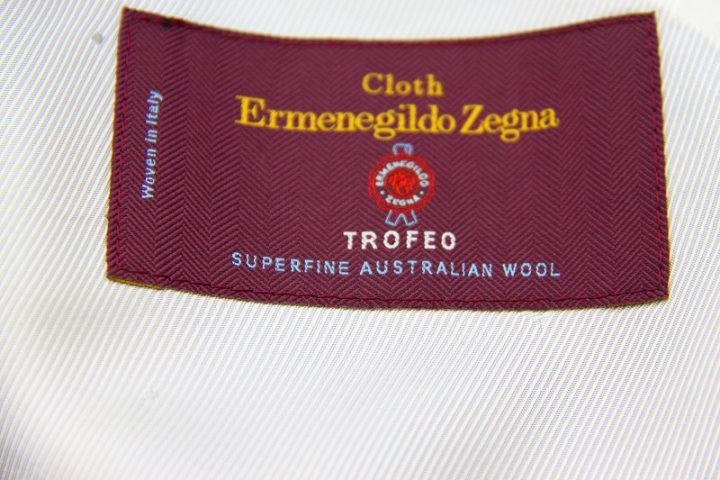 Cloth
Ermenegildo Zegna
ERMENEGILDO
ZEGNA
TROFEO
SUPERFINE AUSTRALIAN WOOL
Woven in Italy